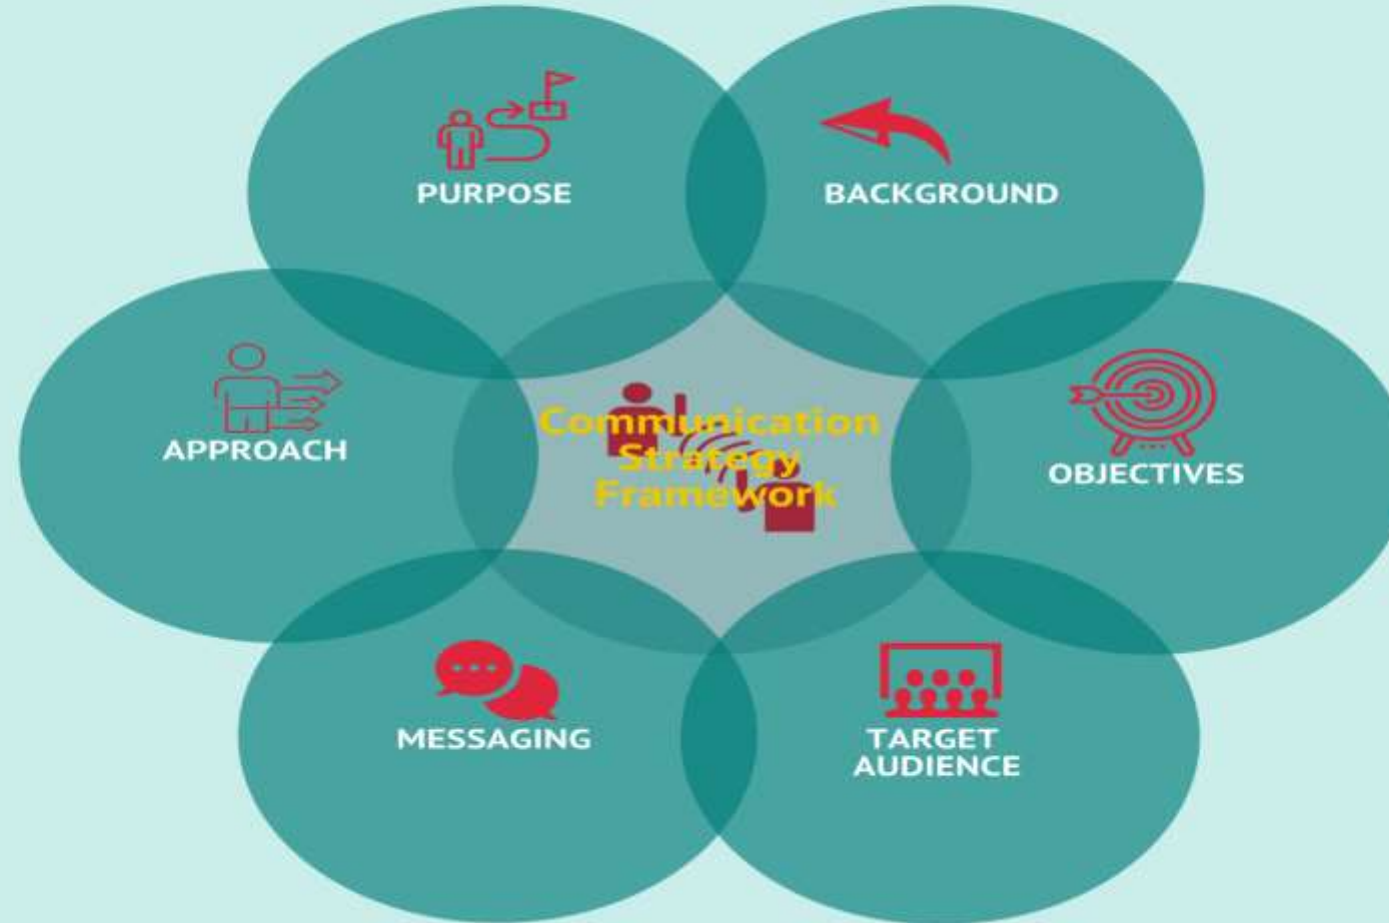 PURPOSE
BACKGROUND
APPROACH
Communication
Strategy
Framework
OBJECTIVES
MESSAGING
TARGET
AUDIENCE